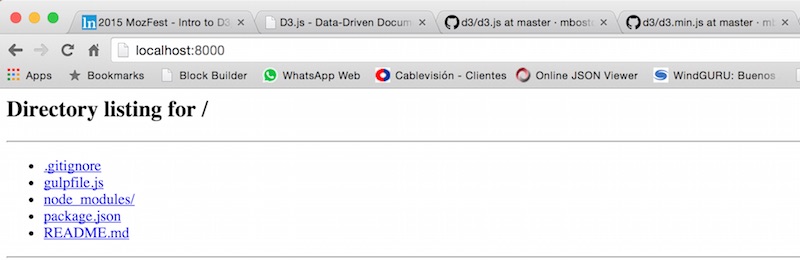 2015 MozFest - Intro to D3 D3.js - Data-Driven Docum d3/d3.js at master · mbost d3/d3.min.js at master · mb
localhost:8000
Apps Bookmarks Block Builder WhatsApp Web Cablevisión - Clientes Online JSON Viewer WindGURU: Buenos
Directory listing for /
.gitignore
gulpfile.js
node_modules/
package.json
README.md